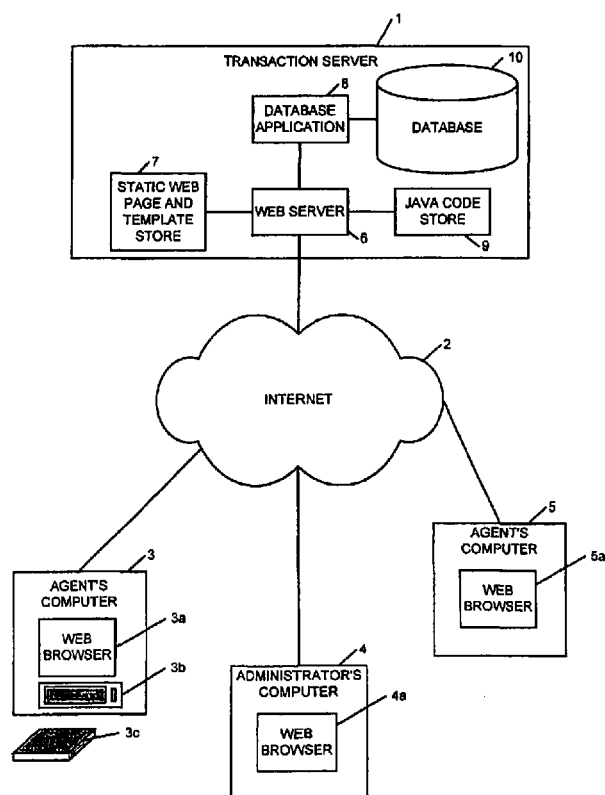 1
TRANSACTION SERVER
10
8
DATABASE
APPLICATION
DATABASE
7
STATIC WEB
PAGE AND
TEMPLATE
STORE
WEB SERVER
6
JAVA CODE
STORE
9
2
INTERNET
3
AGENT'S
COMPUTER
3a
WEB
BROWSER
3b
3c
4
ADMINISTRATOR'S
COMPUTER
4a
WEB
BROWSER
5
AGENT'S
COMPUTER
5a
WEB
BROWSER